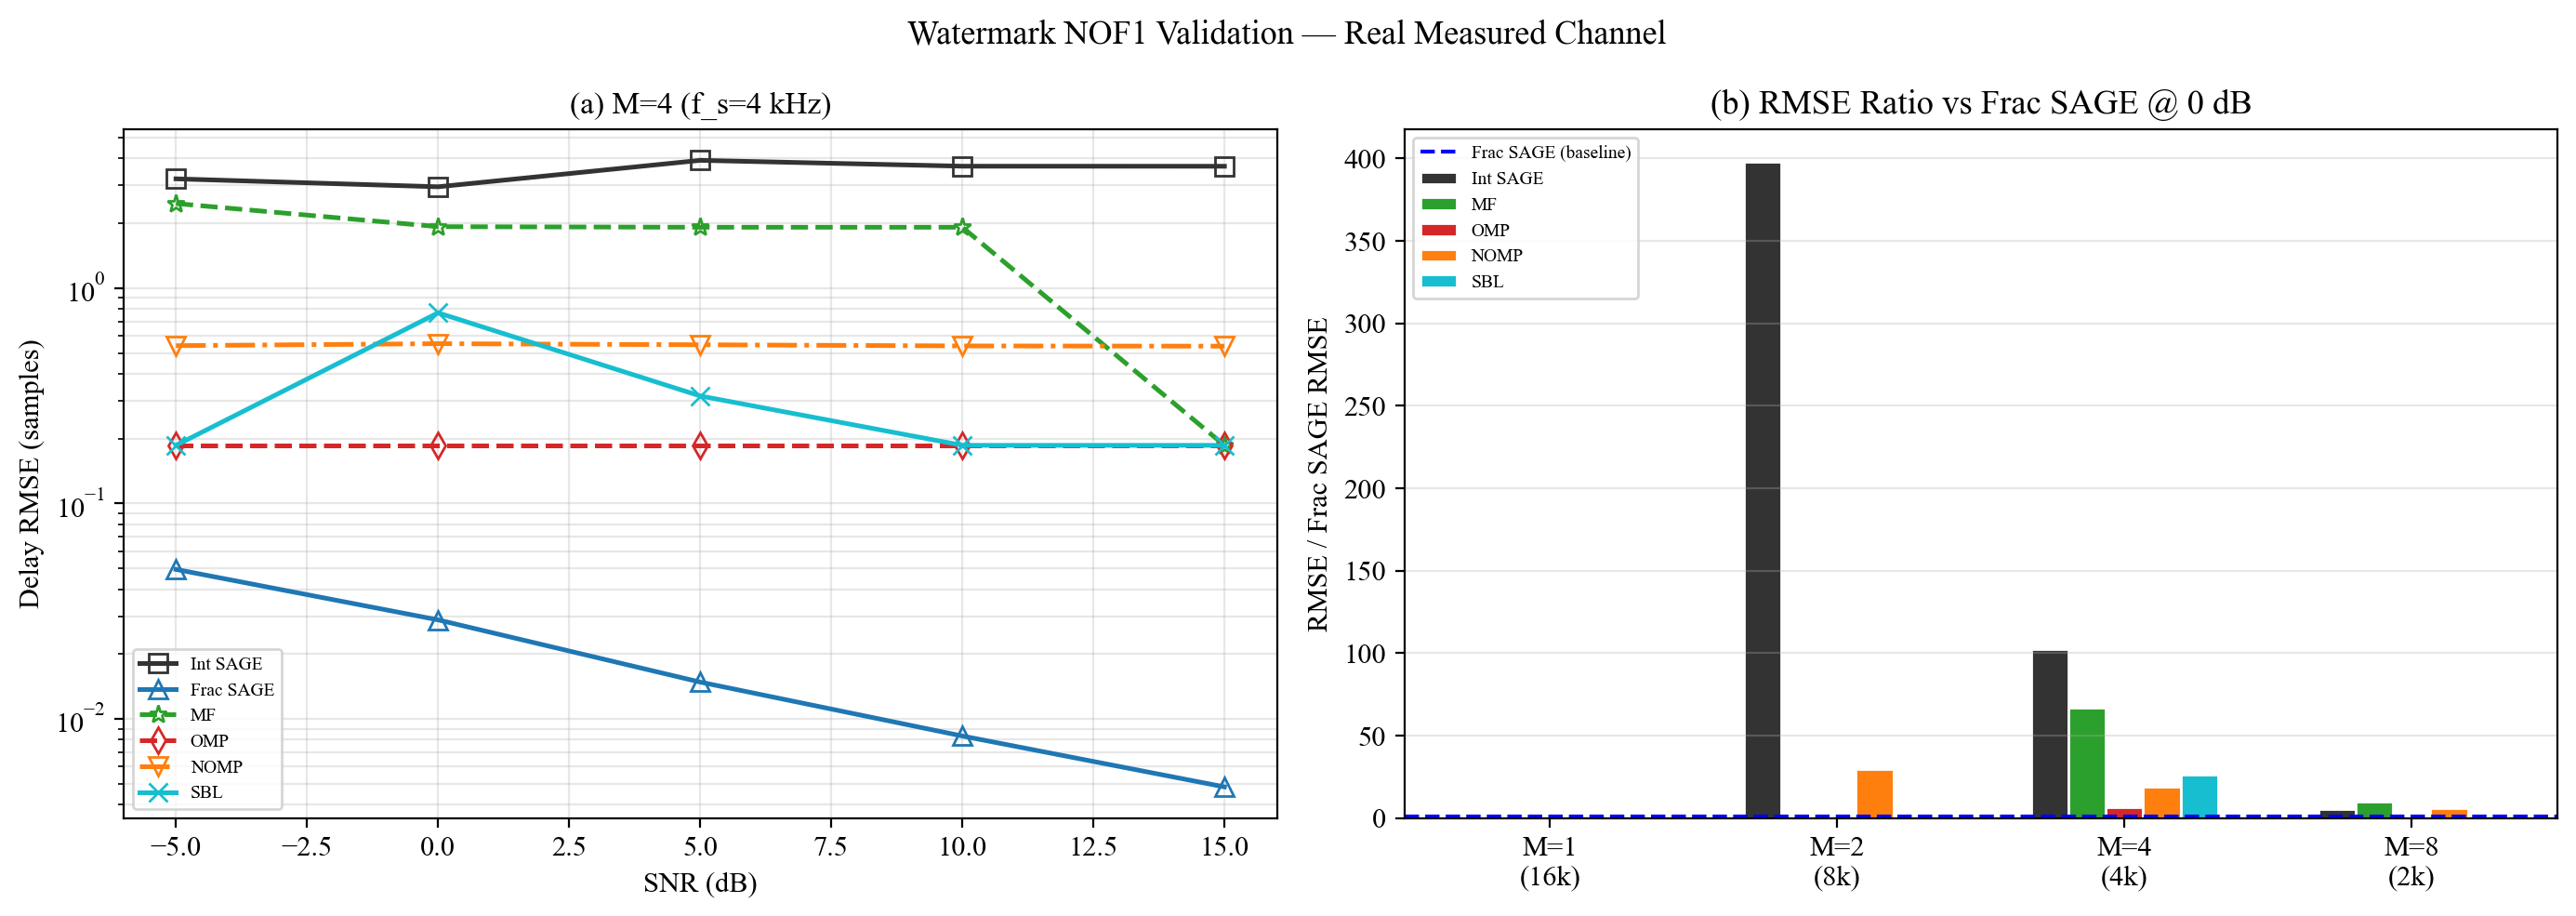 Watermark NOF1 Validation — Real Measured Channel
(a) M=4 (f_s=4 kHz)
Delay RMSE (samples)
10^0
10^−1
10^−2
Int SAGE
Frac SAGE
MF
OMP
NOMP
SBL
−5.0 −2.5 0.0 2.5 5.0 7.5 10.0 12.5 15.0
SNR (dB)
(b) RMSE Ratio vs Frac SAGE @ 0 dB
RMSE / Frac SAGE RMSE
400
350
300
250
200
150
100
50
0
Frac SAGE (baseline)
Int SAGE
MF
OMP
NOMP
SBL
M=1 M=2 M=4 M=8
(16k) (8k) (4k) (2k)